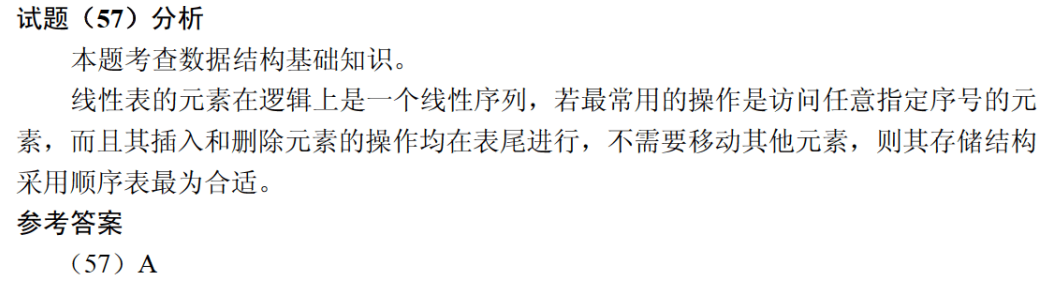 试题（57）分析
本题考查数据结构基础知识。
线性表的元素在逻辑上是一个线性序列，若最常用的操作是访问任意指定序号的元
素，而且其插入和删除元素的操作均在表尾进行，不需要移动其他元素，则其存储结构
采用顺序表最为合适。
参考答案
（57）A